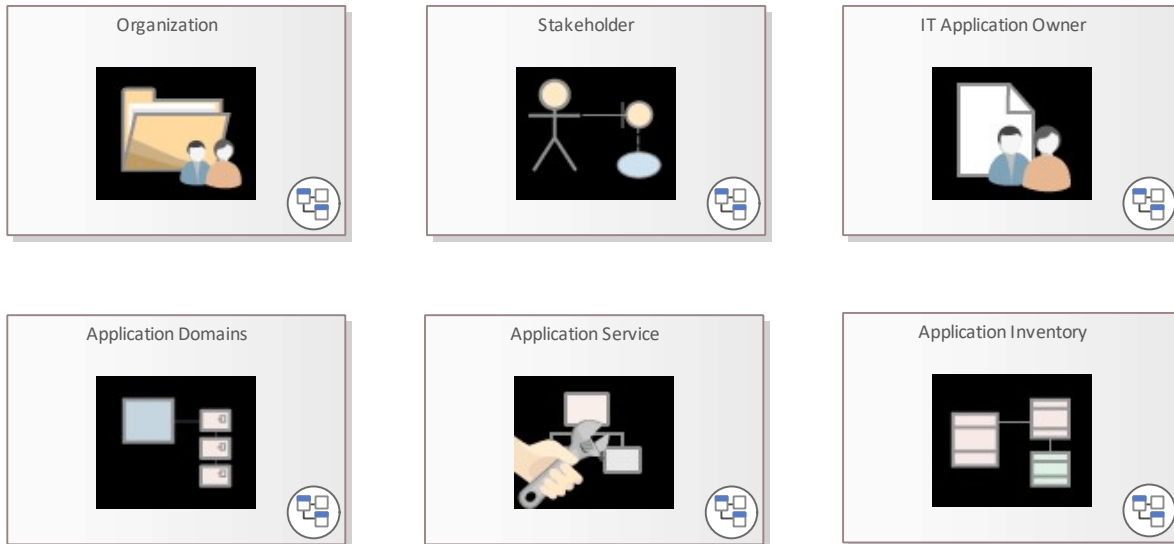 Organization
Stakeholder
IT Application Owner
Application Domains
Application Service
Application Inventory